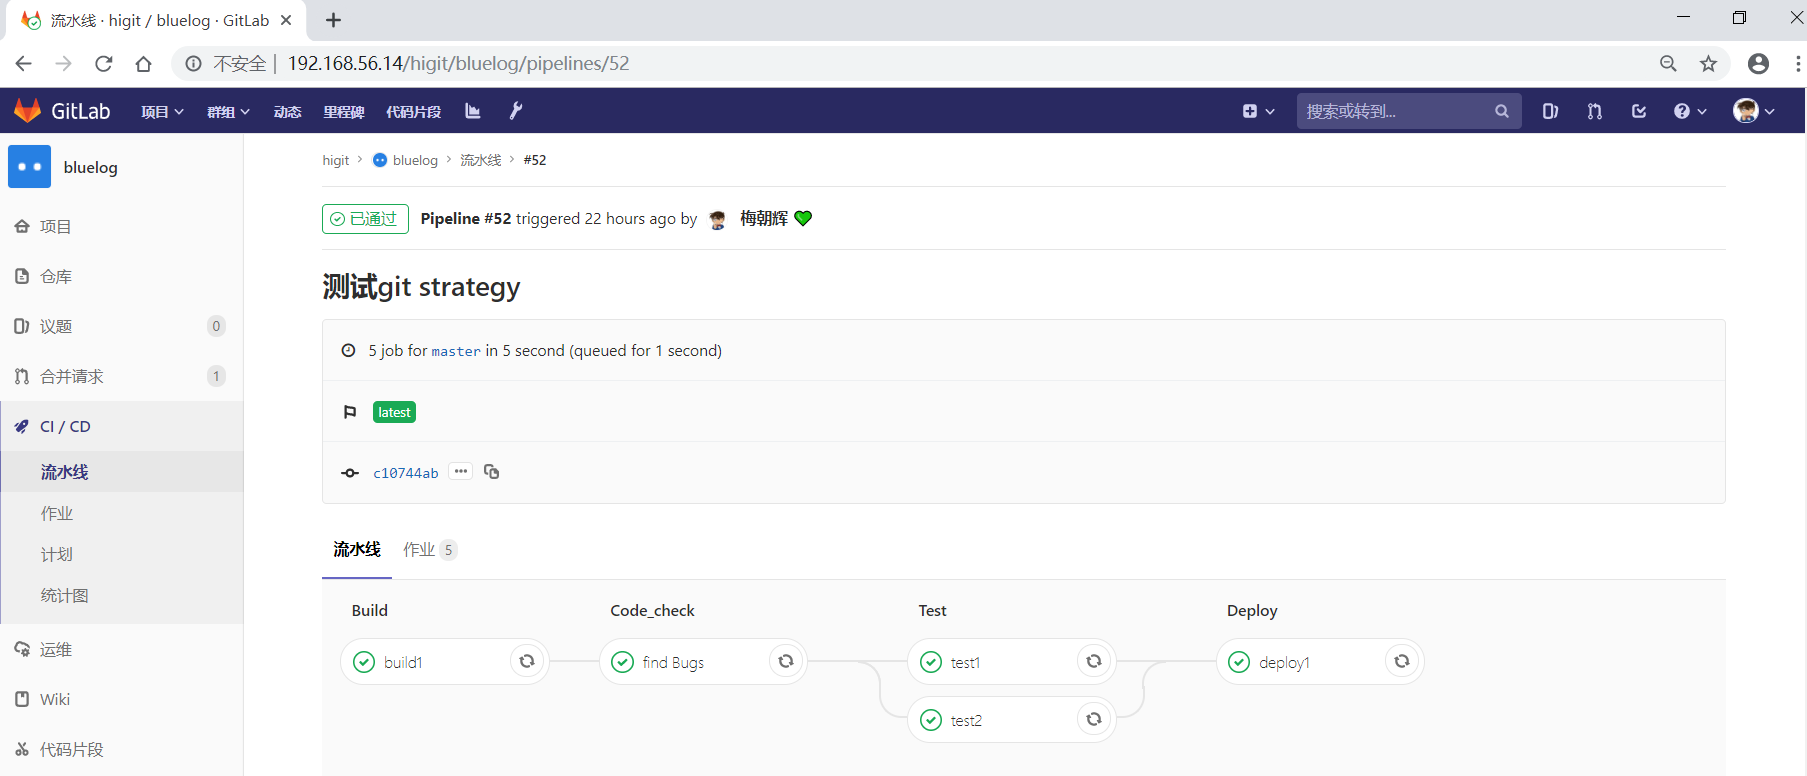 流水线 · higit / bluelog · GitLab
不安全 | 192.168.56.14/higit/bluelog/pipelines/52
GitLab 项目 群组 动态 里程碑 代码片段 搜索或转到...
bluelog
项目
仓库
议题 0
合并请求 1
CI / CD
流水线
作业
计划
统计图
运维
Wiki
代码片段
higit > bluelog > 流水线 > #52
已通过 Pipeline #52 triggered 22 hours ago by 梅朝辉
测试git strategy
5 job for master in 5 second (queued for 1 second)
latest
c10744ab
流水线 作业 5
Build Code_check Test Deploy
build1 find Bugs test1 deploy1
test2